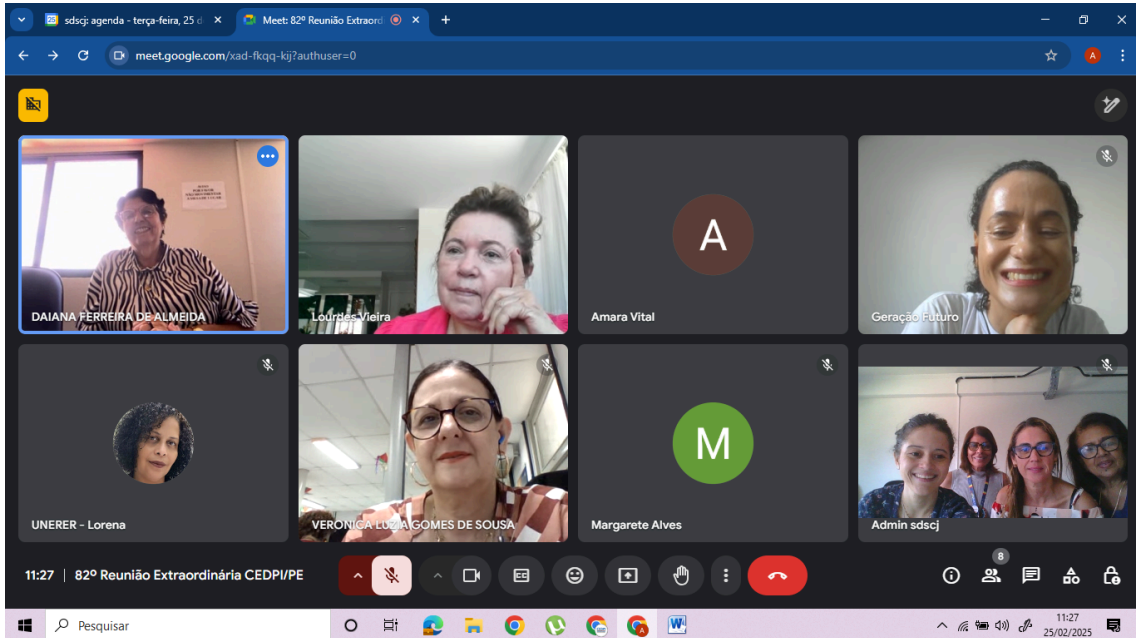 sdscj: agenda - terça-feira, 25 d
Meet: 82º Reunião Extraord
meet.google.com/xad-fkqq-kij?authuser=0
A
DAIANA FERREIRA DE ALMEIDA
Lourdes Vieira
A
Amara Vital
Geração Futuro
UNERER - Lorena
VERONICA LUZIA GOMES DE SOUSA
M
Margarete Alves
Admin sdscj
11:27 | 82º Reunião Extraordinária CEDPI/PE
8
Pesquisar
11:27
25/02/2025